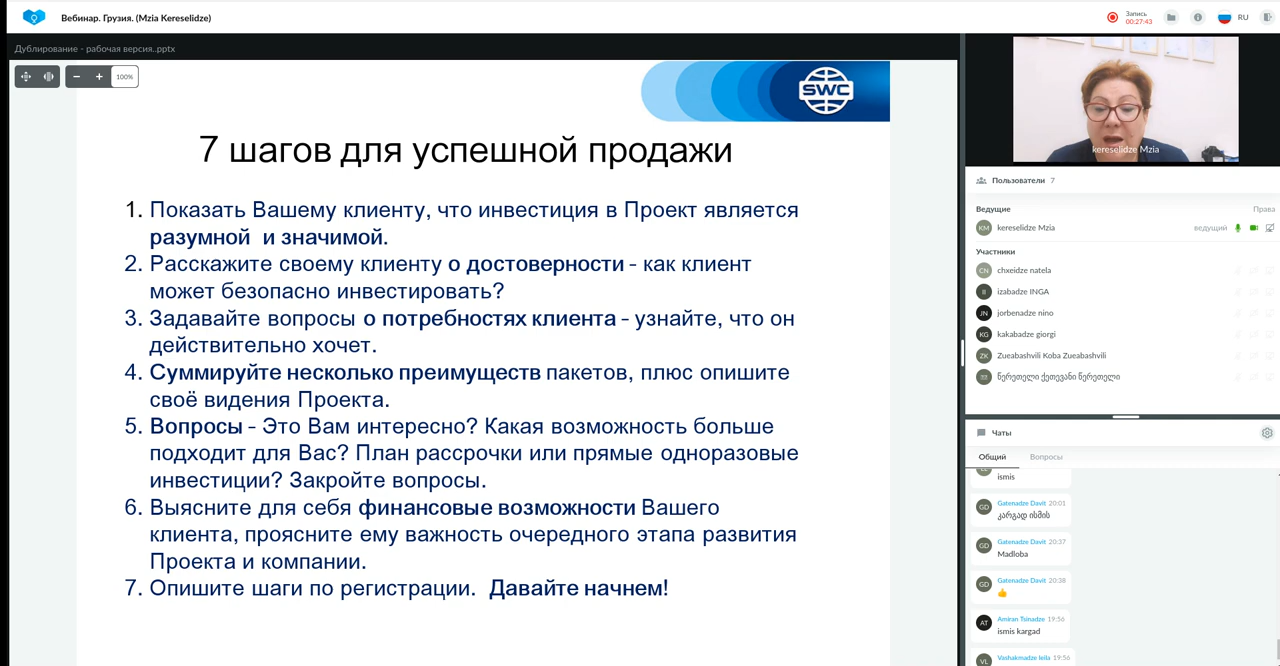 Вебинар. Грузия. (Mzia Kereselidze)
Запись
00:27:43
RU
Дублирование - рабочая версия..pptx
100%
SWC
7 шагов для успешной продажи
1. Показать Вашему клиенту, что инвестиция в Проект является
разумной и значимой.
2. Расскажите своему клиенту о достоверности - как клиент
может безопасно инвестировать?
3. Задавайте вопросы о потребностях клиента - узнайте, что он
действительно хочет.
4. Суммируйте несколько преимуществ пакетов, плюс опишите
своё видения Проекта.
5. Вопросы - Это Вам интересно? Какая возможность больше
подходит для Вас? План рассрочки или прямые одноразовые
инвестиции? Закройте вопросы.
6. Выясните для себя финансовые возможности Вашего
клиента, проясните ему важность очередного этапа развития
Проекта и компании.
7. Опишите шаги по регистрации. Давайте начнем!
kereselidze Mzia
Пользователи 7
Ведущие Права
KM kereselidze Mzia ведущий
Участники
CN chxeidze natela
II izabadze INGA
JN jorbenadze nino
KG kakabadze giorgi
ZK Zueabashvili Koba Zueabashvili
წერეთელი ქეთევანი წერეთელი
Чаты
Общий Вопросы
ismis
GD Gatenadze Davit 20:01
კარგად ისმის
GD Gatenadze Davit 20:37
Madloba
GD Gatenadze Davit 20:38
AT Amiran Tsinadze 19:56
ismis kargad
VL Vashakmadze leila 19:56